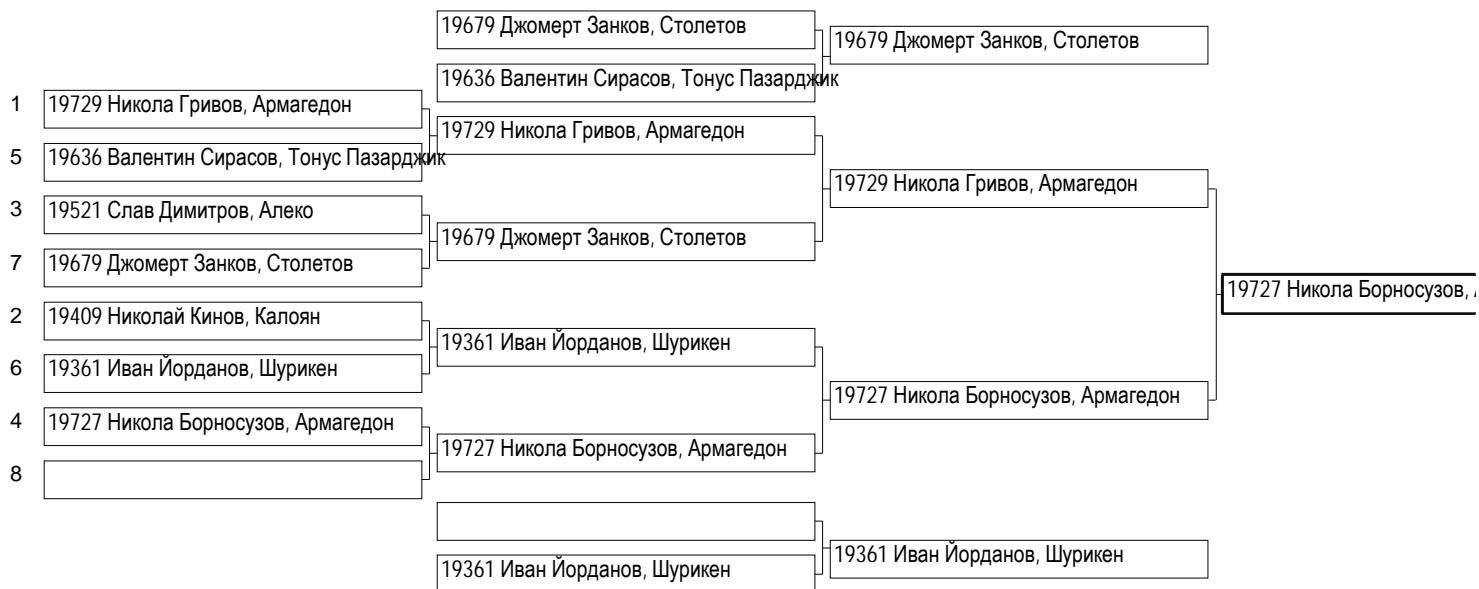 19679 Джомерт Занков, Столетов
19679 Джомерт Занков, Столетов
19636 Валентин Сирасов, Тонус Пазарджик
1 19729 Никола Гривов, Армагедон
19729 Никола Гривов, Армагедон
5 19636 Валентин Сирасов, Тонус Пазарджик
19729 Никола Гривов, Армагедон
3 19521 Слав Димитров, Алеко
19679 Джомерт Занков, Столетов
7 19679 Джомерт Занков, Столетов
19727 Никола Борносузов,
2 19409 Николай Кинов, Калоян
19361 Иван Йорданов, Шурикен
6 19361 Иван Йорданов, Шурикен
19727 Никола Борносузов, Армагедон
4 19727 Никола Борносузов, Армагедон
19727 Никола Борносузов, Армагедон
8
19361 Иван Йорданов, Шурикен
19361 Иван Йорданов, Шурикен